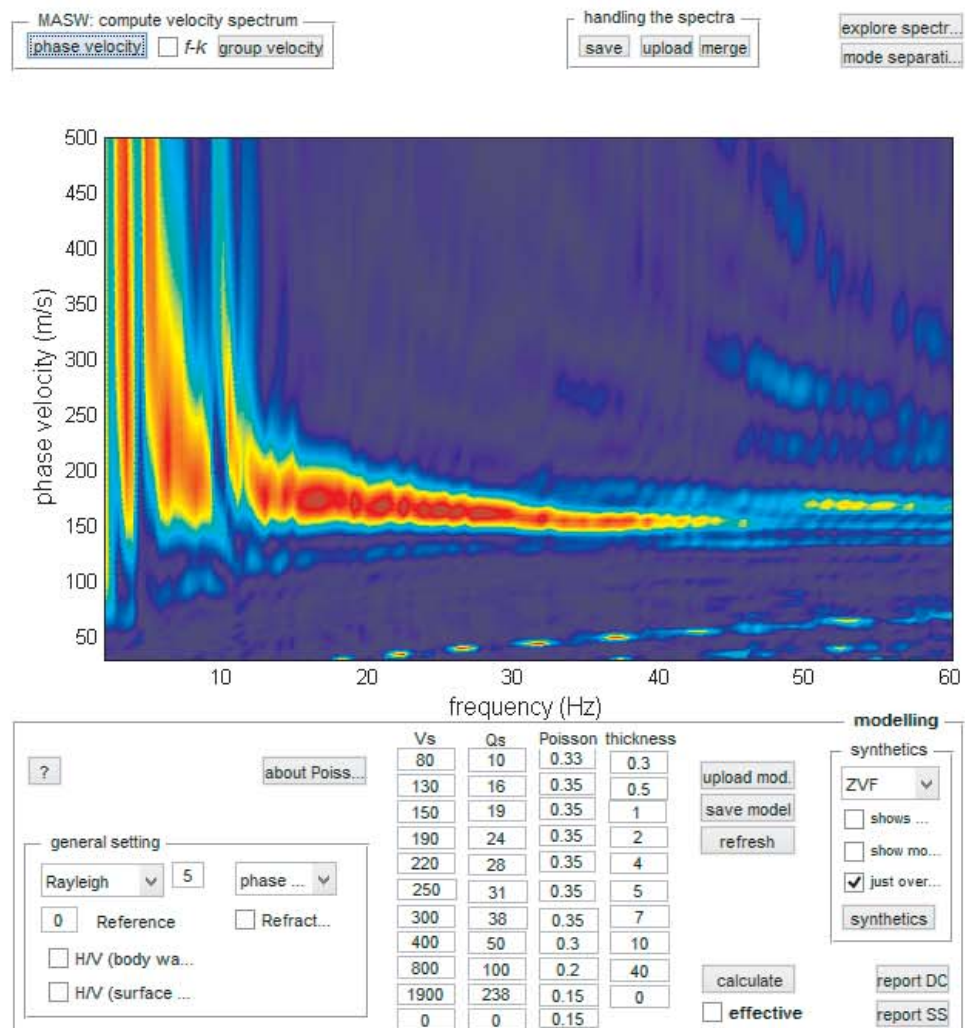 MASW: compute velocity spectrum
phase velocity f-k group velocity
handling the spectra
save upload merge
explore spectr...
mode separati...
phase velocity (m/s)
500
450
400
350
300
250
200
150
100
50
10 20 30 40 50 60
frequency (Hz)
modelling
?
about Poiss...
general setting
Rayleigh 5 phase ...
0 Reference Refract...
H/V (body wa...
H/V (surface ...
Vs Qs Poisson thickness
80 10 0.33 0.3
130 16 0.35 0.5
150 19 0.35 1
190 24 0.35 2
220 28 0.35 4
250 31 0.35 5
300 38 0.35 7
400 50 0.3 10
800 100 0.2 40
1900 238 0.15 0
0 0 0.15
upload mod.
save model
refresh
calculate
effective
synthetics
ZVF
shows ...
show mo...
just over...
synthetics
report DC
report SS